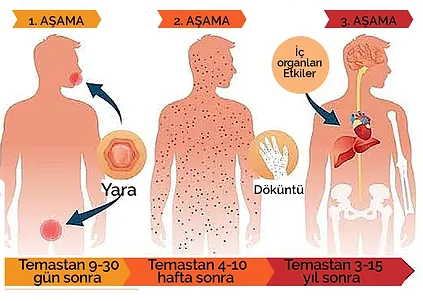 1. AŞAMA
2. AŞAMA
3. AŞAMA
İç
organları
Etkiler
Yara
Döküntü
Temastan 9-30
gün sonra
Temastan 4-10
hafta sonra
Temastan 3-15
yıl sonra